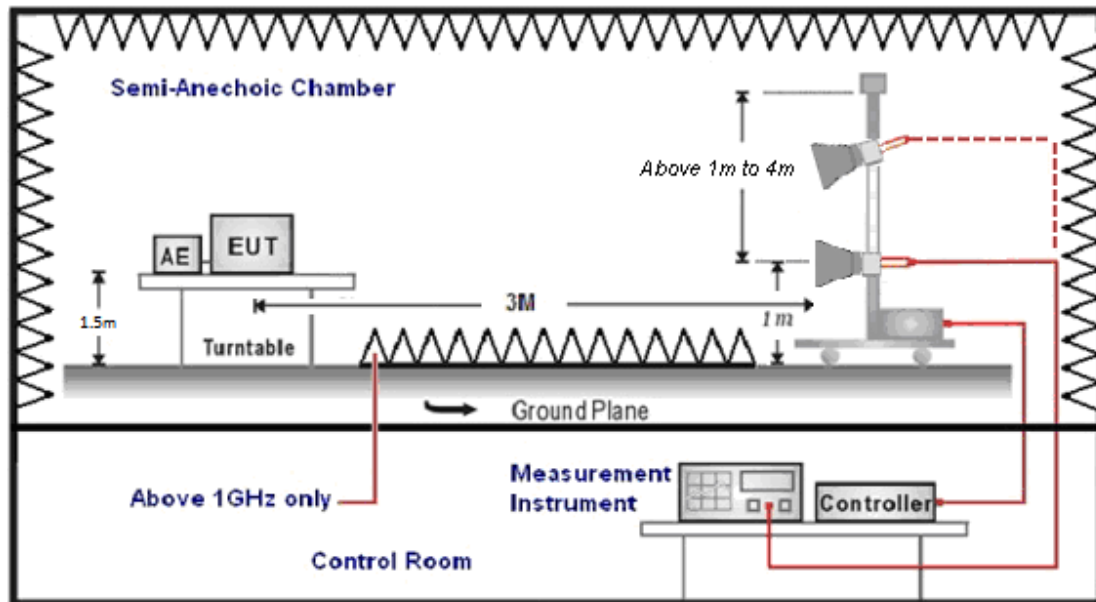 Semi-Anechoic Chamber
Above 1m to 4m
AE
EUT
3M
1m
1.5m
Turntable
Ground Plane
Above 1GHz only
Measurement
Instrument
Controller
Control Room